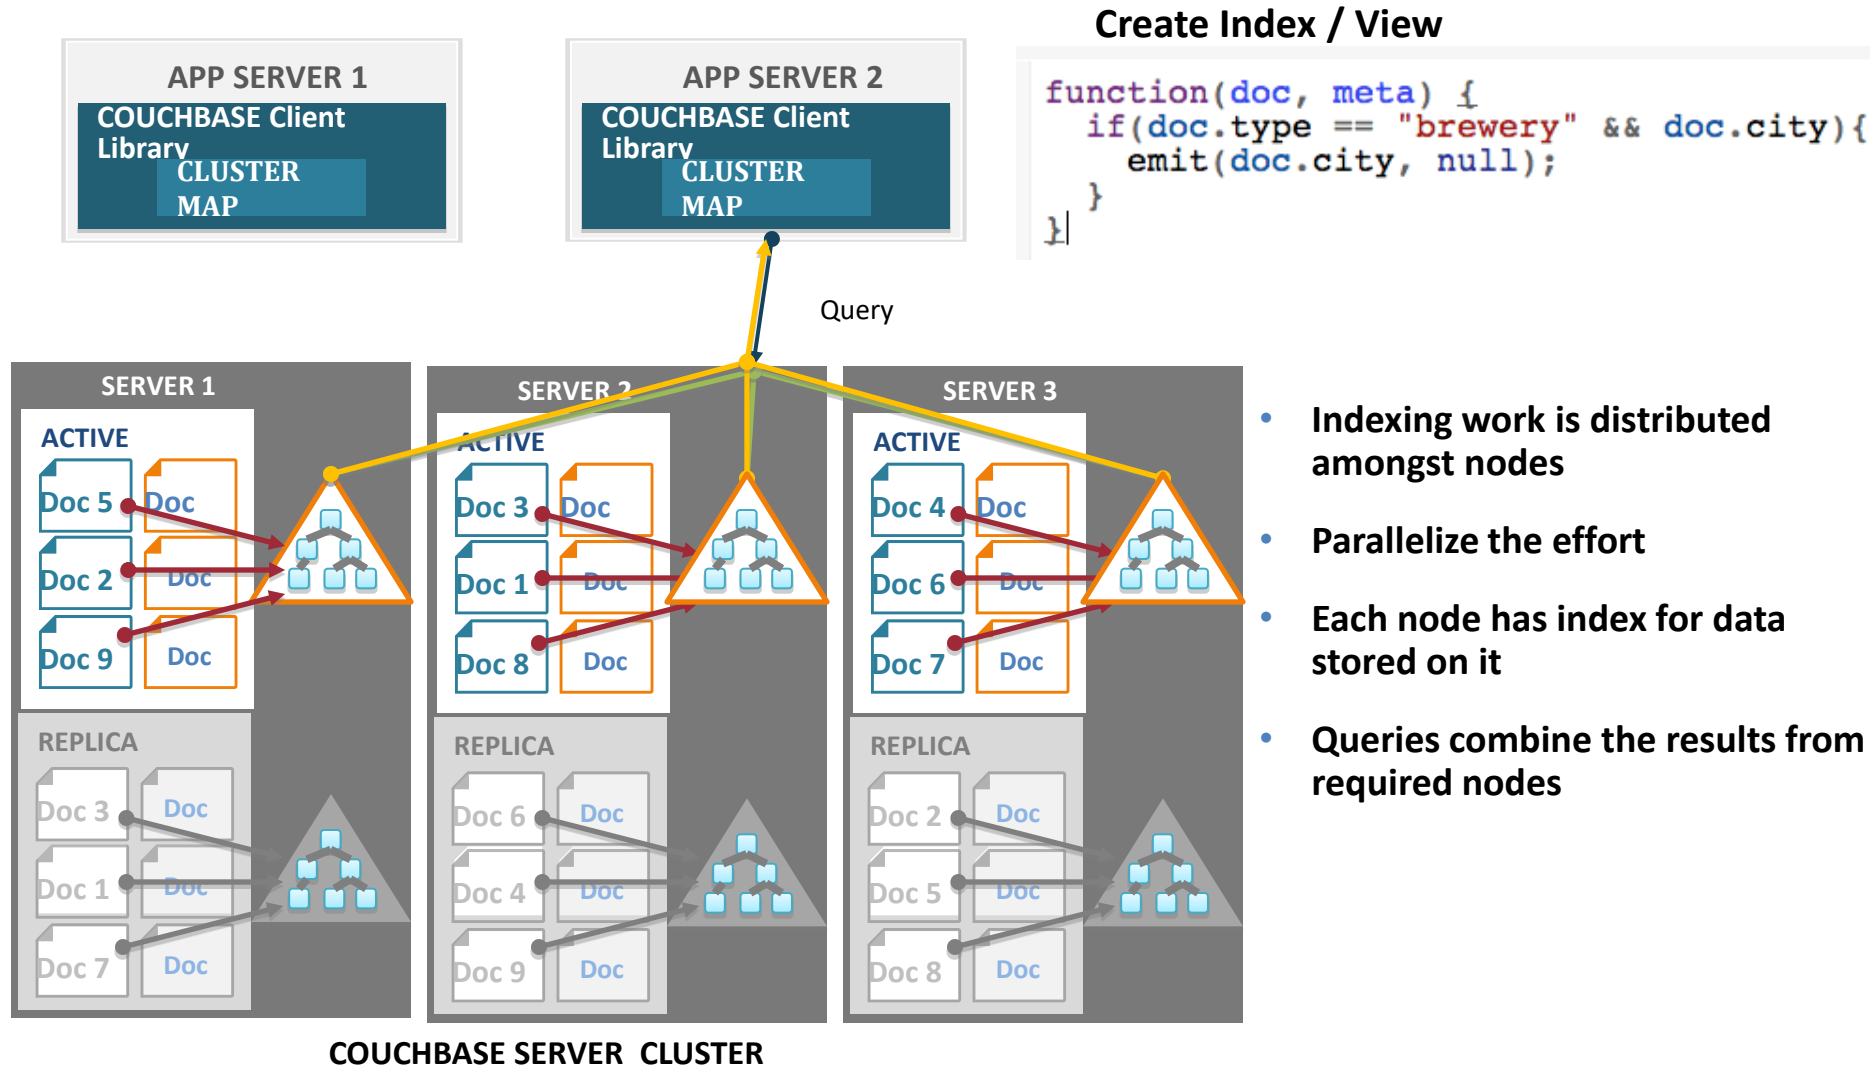 Create Index / View
APP SERVER 1
COUCHBASE Client
Library
CLUSTER
MAP
APP SERVER 2
COUCHBASE Client
Library
CLUSTER
MAP
function(doc, meta) {
if(doc.type == "brewery" && doc.city){
emit(doc.city, null);
}
}
Query
SERVER 1
ACTIVE
Doc 5
Doc
Doc 2
Doc
Doc 9
Doc
REPLICA
Doc 3
Doc
Doc 1
Doc
Doc 7
Doc
SERVER 2
ACTIVE
Doc 3
Doc
Doc 1
Doc
Doc 8
Doc
REPLICA
Doc 6
Doc
Doc 4
Doc
Doc 9
Doc
SERVER 3
ACTIVE
Doc 4
Doc
Doc 6
Doc
Doc 7
Doc
REPLICA
Doc 2
Doc
Doc 5
Doc
Doc 8
Doc
• Indexing work is distributed
amongst nodes
• Parallelize the effort
• Each node has index for data
stored on it
• Queries combine the results from
required nodes
COUCHBASE SERVER CLUSTER